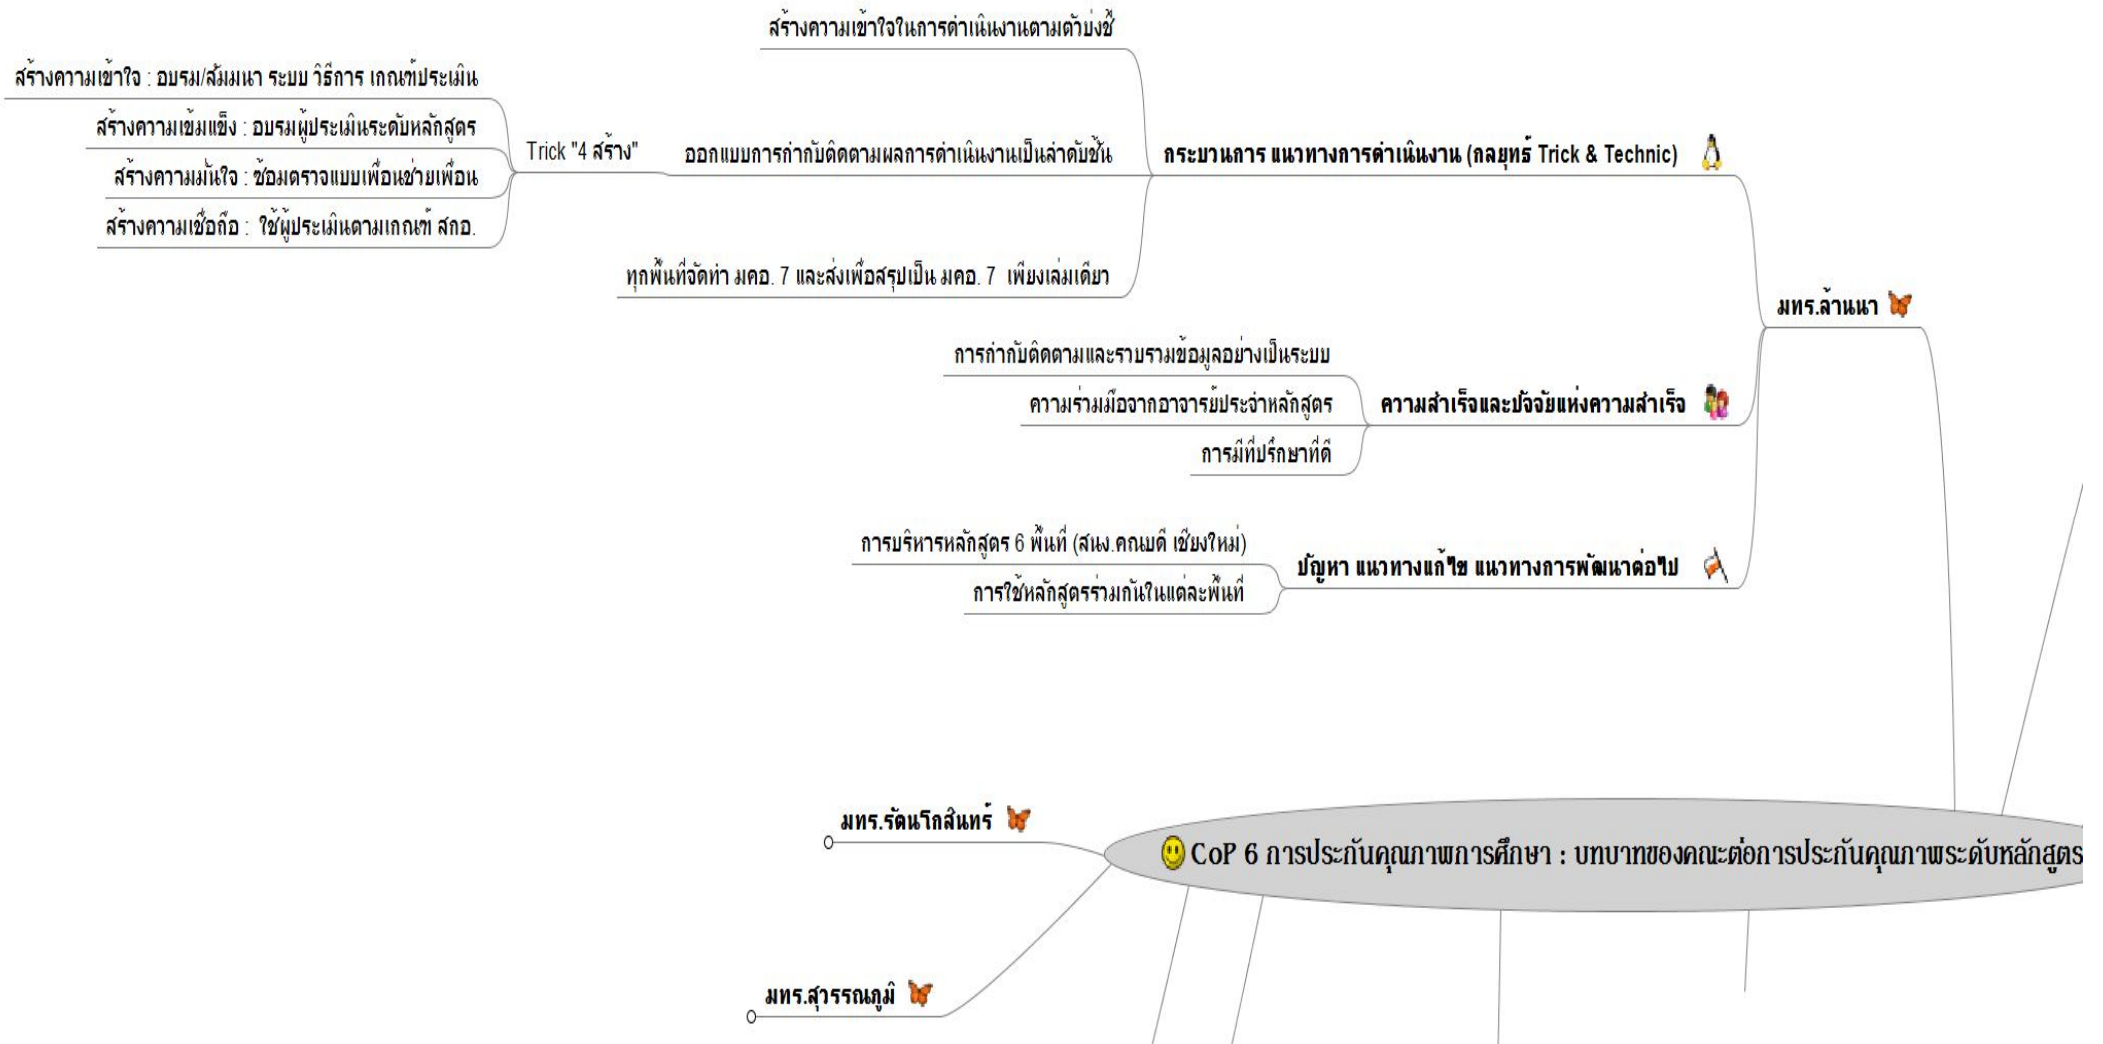 สร้างความเข้าใจในการดำเนินงานตามตัวบ่งชี้
สร้างความเข้าใจ : อบรม/สัมมนา ระบบ วิธีการ เกณฑ์ประเมิน
สร้างความเข้มแข็ง : อบรมผู้ประเมินระดับหลักสูตร
สร้างความมั่นใจ : ซ้อมตรวจแบบเพื่อนช่วยเพื่อน
สร้างความเชื่อถือ : ใช้ผู้ประเมินตามเกณฑ์ สกอ.
Trick "4 สร้าง"
ออกแบบการกำกับติดตามผลการดำเนินงานเป็นลำดับชั้น
กระบวนการ แนวทางการดำเนินงาน (กลยุทธ์ Trick & Technic)
ทุกพื้นที่จัดทำ มคอ. 7 และส่งเพื่อสรุปเป็น มคอ. 7 เพียงเล่มเดียว
มทร.ล้านนา
การกำกับติดตามและรวบรวมข้อมูลอย่างเป็นระบบ
ความร่วมมือจากอาจารย์ประจำหลักสูตร
การมีที่ปรึกษาที่ดี
ความสำเร็จและปัจจัยแห่งความสำเร็จ
การบริหารหลักสูตร 6 พื้นที่ (สนง.คณบดี เชียงใหม่)
การใช้หลักสูตรร่วมกันในแต่ละพื้นที่
ปัญหา แนวทางแก้ไข แนวทางการพัฒนาต่อไป
มทร.รัตนโกสินทร์
CoP 6 การประกันคุณภาพการศึกษา : บทบาทของคณะต่อการประกันคุณภาพระดับหลักสูตร
มทร.สุวรรณภูมิ